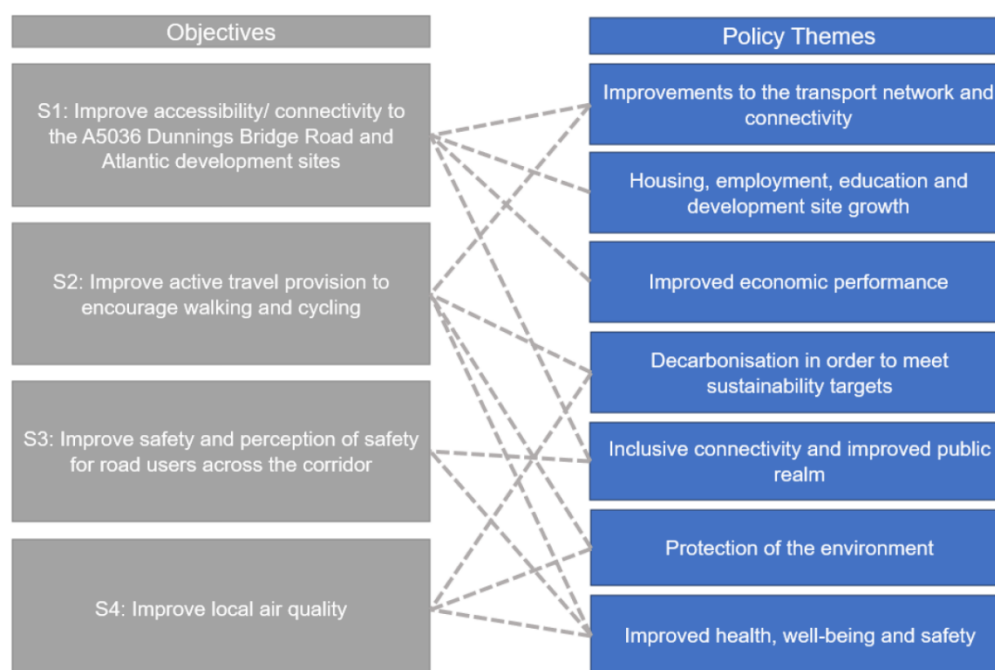 Objectives
S1: Improve accessibility/ connectivity to
the A5036 Dunnings Bridge Road and
Atlantic development sites
S2: Improve active travel provision to
encourage walking and cycling
S3: Improve safety and perception of safety
for road users across the corridor
S4: Improve local air quality
Policy Themes
Improvements to the transport network and
connectivity
Housing, employment, education and
development site growth
Improved economic performance
Decarbonisation in order to meet
sustainability targets
Inclusive connectivity and improved public
realm
Protection of the environment
Improved health, well-being and safety